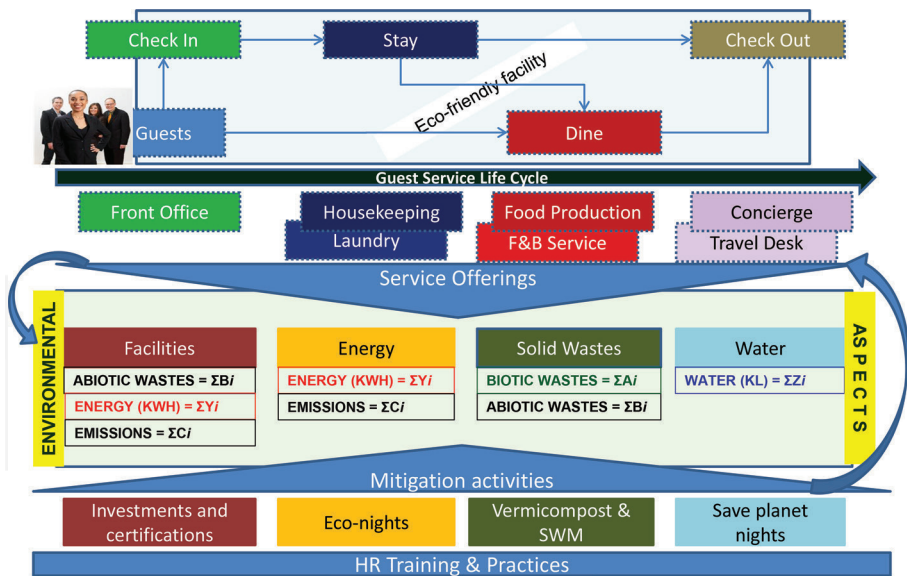 Check In
Stay
Check Out
Eco-friendly facility
Guests
Dine
Guest Service Life Cycle
Front Office
Housekeeping
Laundry
Food Production
F&B Service
Concierge
Travel Desk
Service Offerings
ENVIRONMENTAL
ASPECTS
Facilities
ABIOTIC WASTES = ΣBi
ENERGY (KWH) = ΣYi
EMISSIONS = ΣCi
Energy
ENERGY (KWH) = ΣYi
EMISSIONS = ΣCi
Solid Wastes
BIOTIC WASTES = ΣAi
ABIOTIC WASTES = ΣBi
Water
WATER (KL) = ΣZi
Mitigation activities
Investments and
certifications
Eco-nights
Vermicompost &
SWM
Save planet
nights
HR Training & Practices